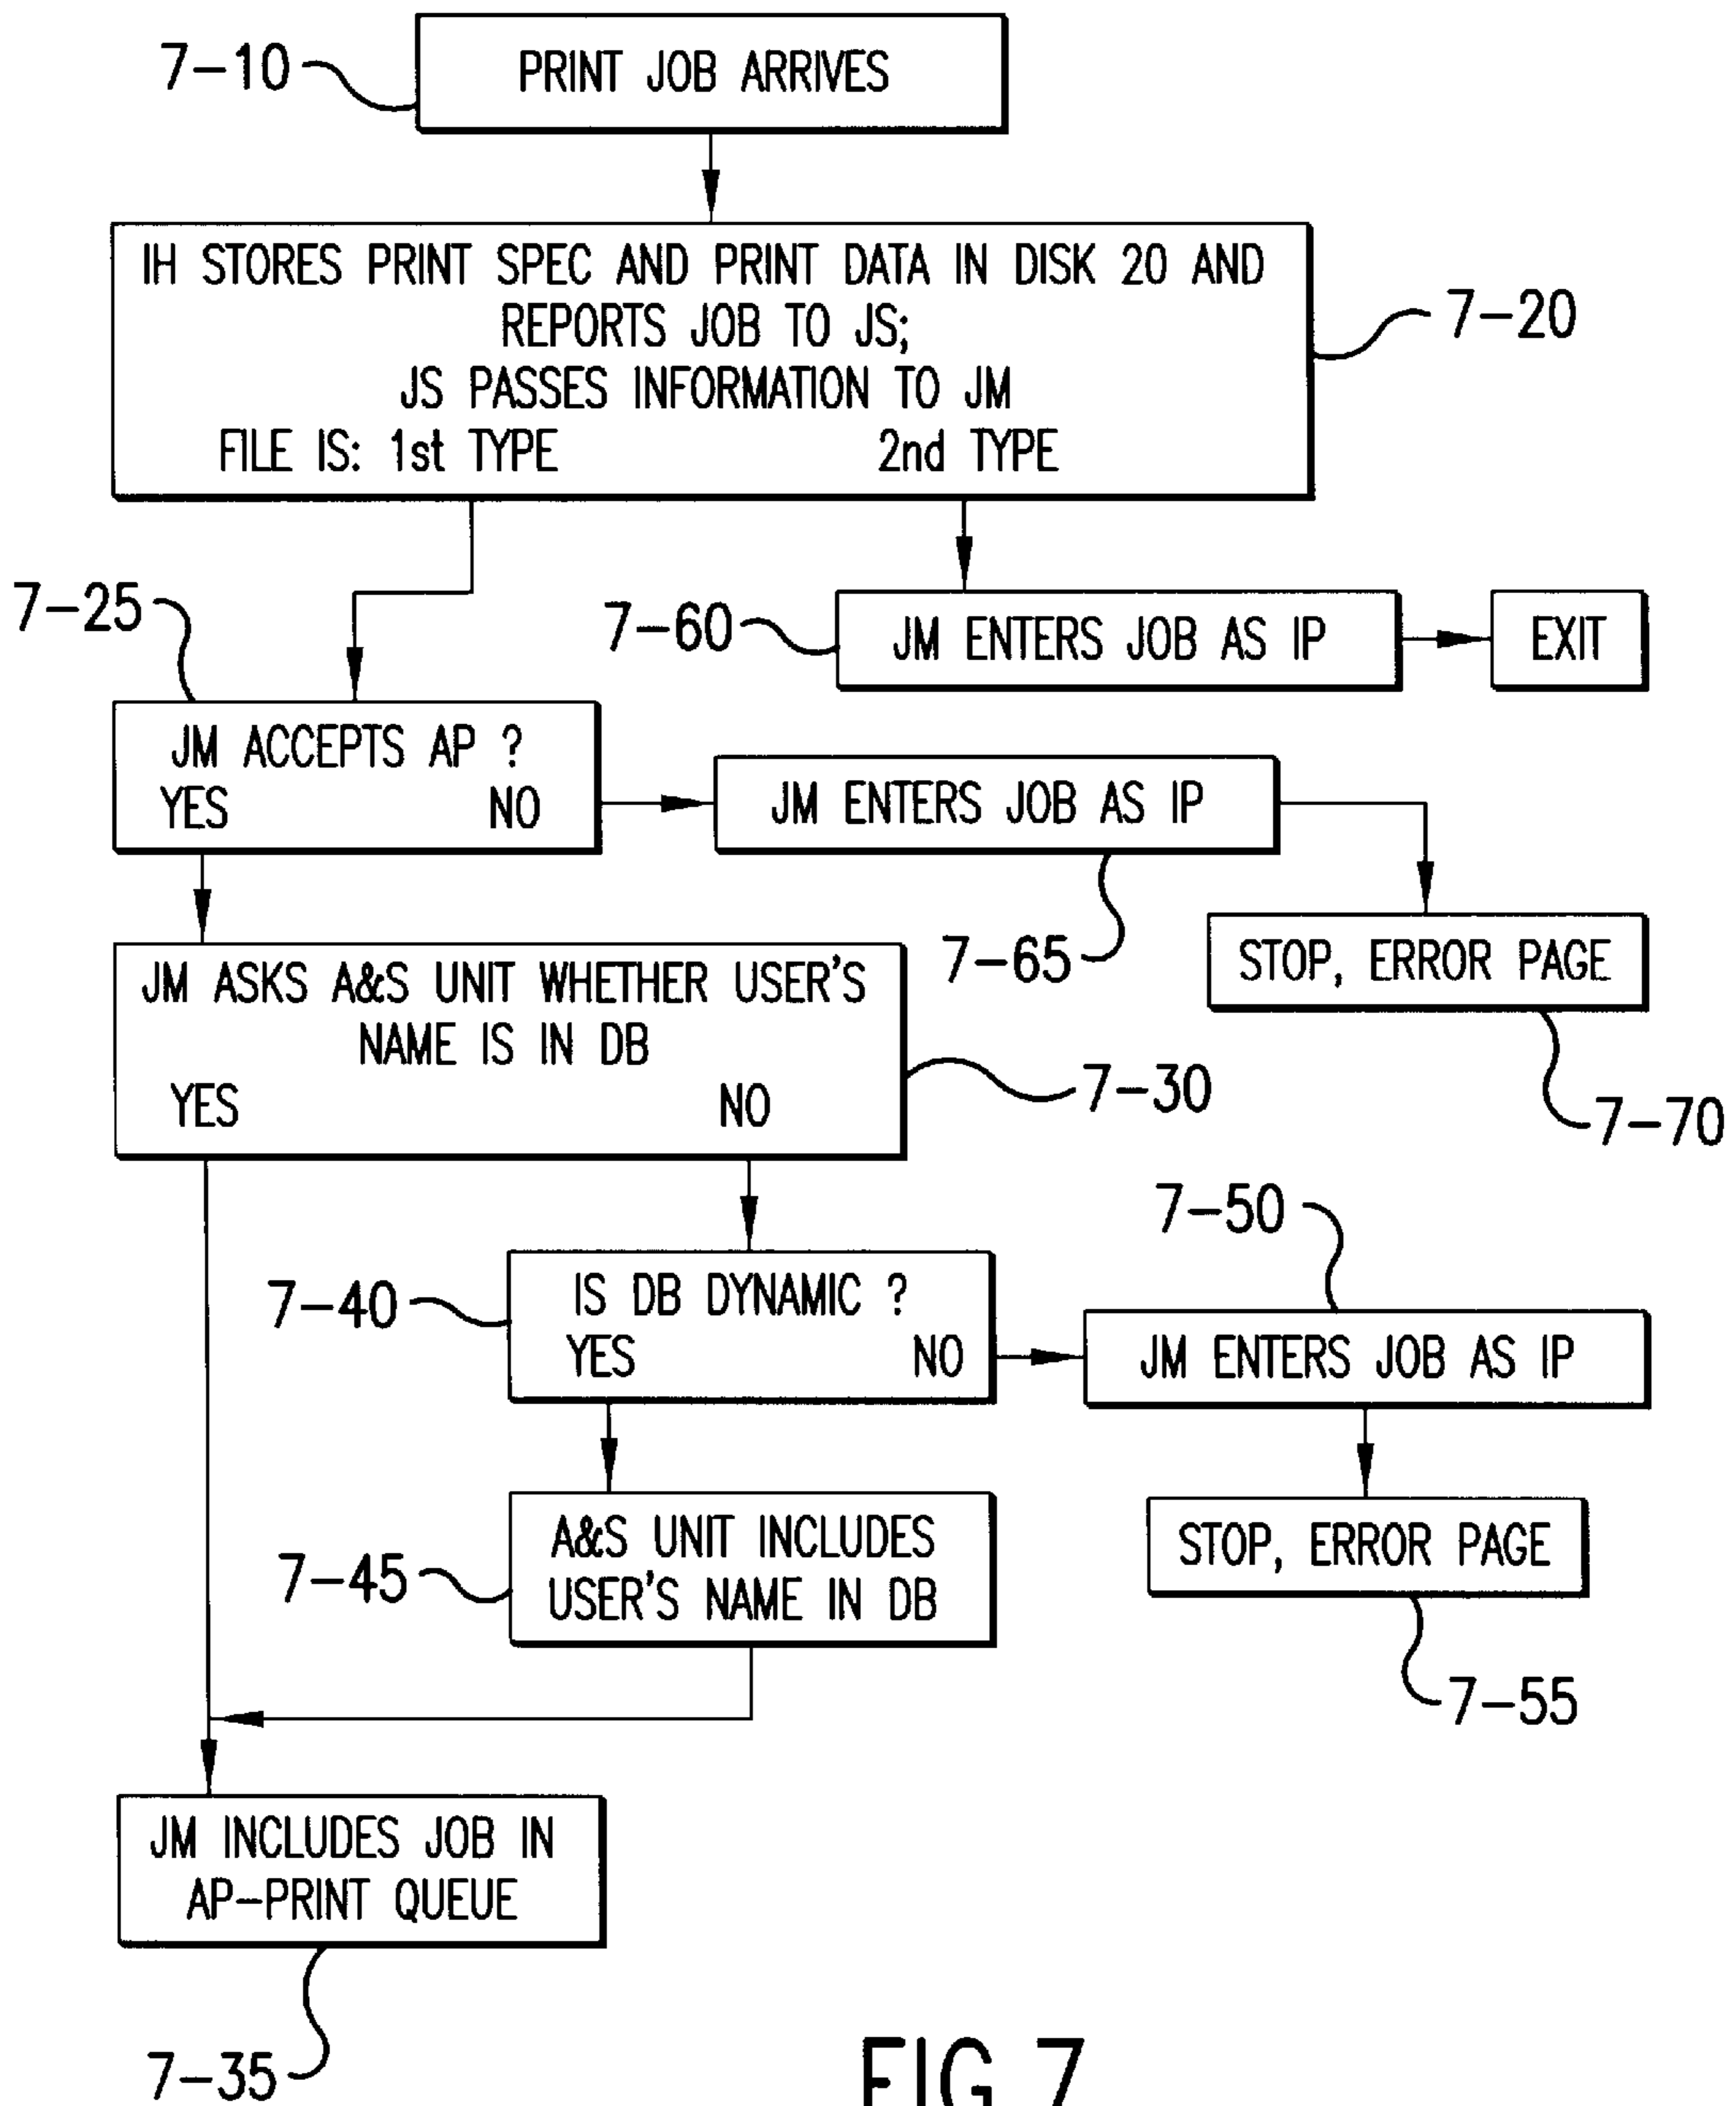 7-10
PRINT JOB ARRIVES
IH STORES PRINT SPEC AND PRINT DATA IN DISK 20 AND
REPORTS JOB TO JS;
JS PASSES INFORMATION TO JM
FILE IS: 1st TYPE 2nd TYPE
7-20
7-25
7-60
JM ENTERS JOB AS IP
EXIT
JM ACCEPTS AP ?
YES NO
JM ENTERS JOB AS IP
7-65
STOP, ERROR PAGE
7-70
JM ASKS A&S UNIT WHETHER USER'S
NAME IS IN DB
YES NO
7-30
7-40
IS DB DYNAMIC ?
YES NO
7-50
JM ENTERS JOB AS IP
7-45
A&S UNIT INCLUDES
USER'S NAME IN DB
STOP, ERROR PAGE
7-55
JM INCLUDES JOB IN
AP-PRINT QUEUE
7-35
FIG 7